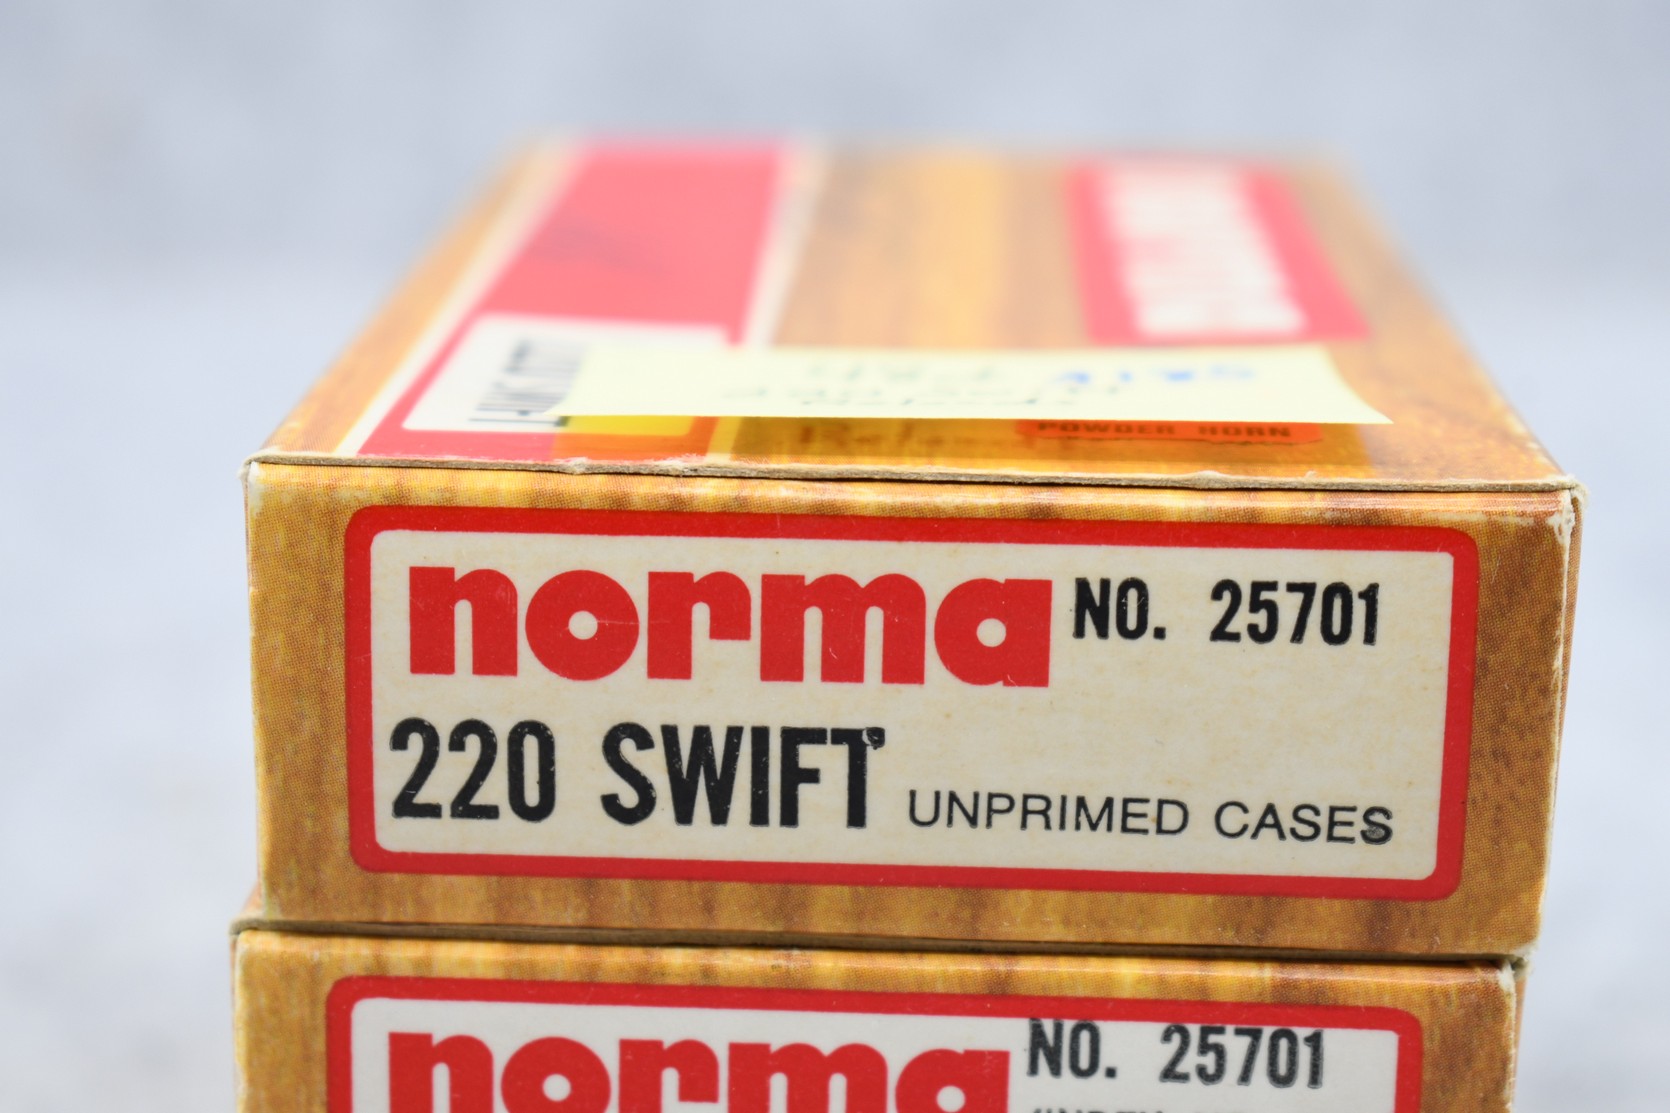 POWDER HORN
norma NO. 25701
220 SWIFT UNPRIMED CASES
norma NO. 25701